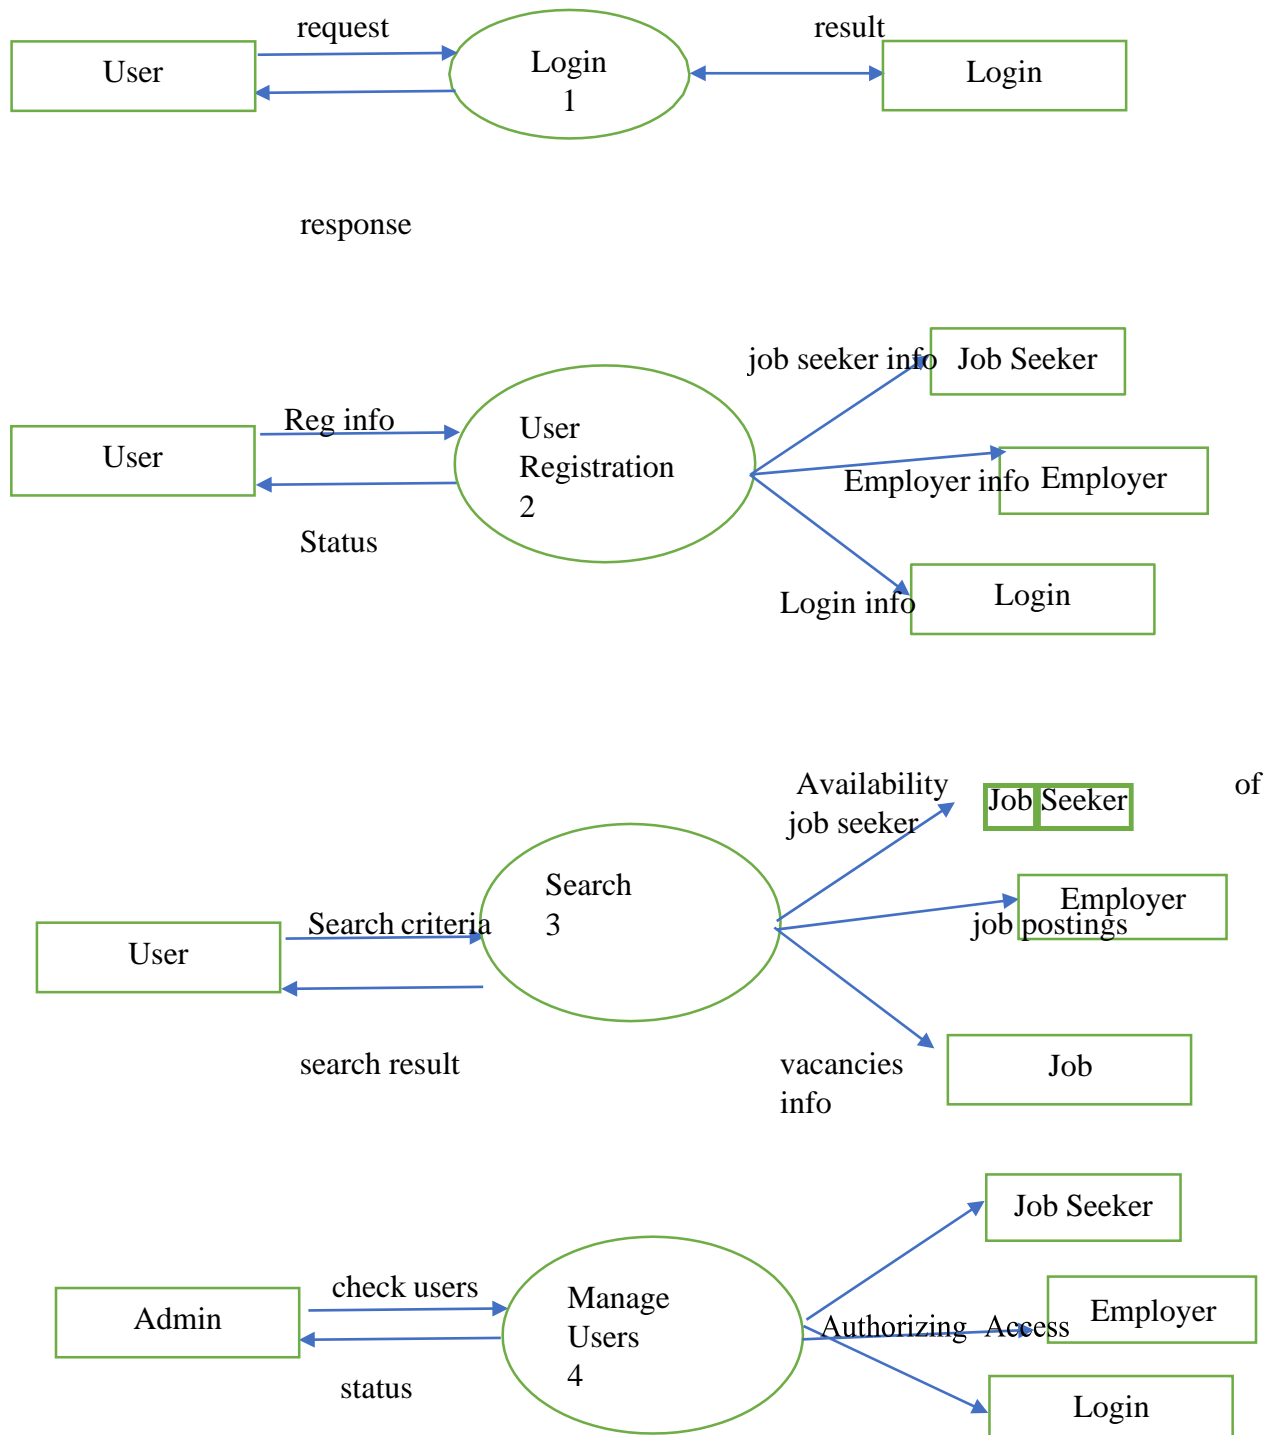 request
result
User
Login
1
Login
response
job seeker info
Job Seeker
Reg info
User
User
Registration
2
Employer info
Employer
Status
Login info
Login
Availability of
job seeker
Job Seeker
Search
3
Employer
job postings
Search criteria
User
search result
vacancies
info
Job
Job Seeker
check users
Admin
Manage
Users
4
Employer
Authorizing Access
status
Login